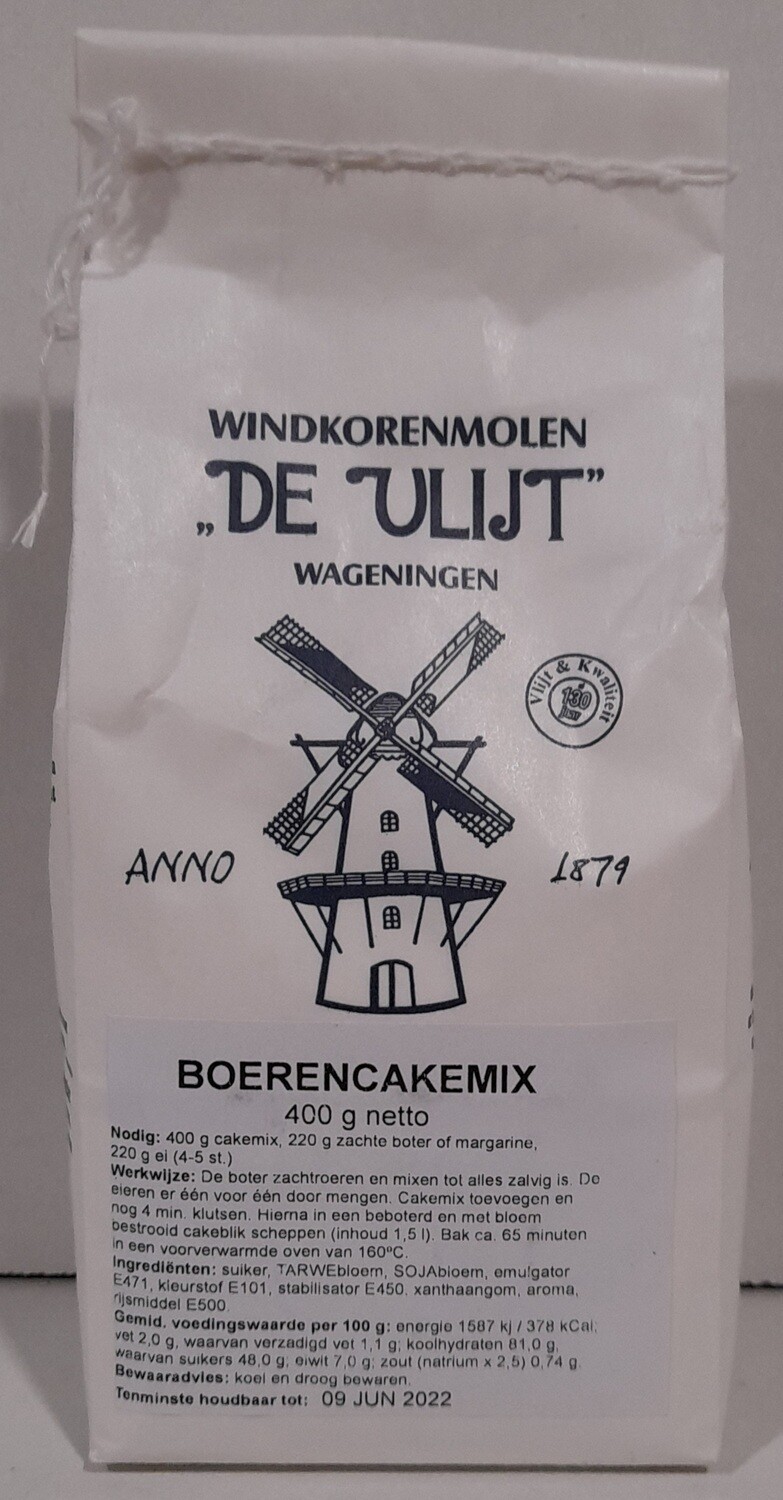 WINDKORENMOLEN
„DE VLIJT”
WAGENINGEN
Vlijt & Kwaliteit
130
jaar
ANNO 1879
BOERENCAKEMIX
400 g netto
Nodig: 400 g cakemix, 220 g zachte boter of margarine,
220 g ei (4-5 st.)
Werkwijze: De boter zachtroeren en mixen tot alles zalvig is. De
eieren er één voor één door mengen. Cakemix toevoegen en
nog 4 min. klutsen. Hierna in een beboterd en met bloem
bestrooid cakeblik scheppen (inhoud 1,5 l). Bak ca. 65 minuten
in een voorverwarmde oven van 160ºC.
Ingrediënten: suiker, TARWEbloem, SOJAbloem, emulgator
E471, kleurstof E101, stabilisator E450, xanthaangom, aroma,
rijsmiddel E500.
Gemid. voedingswaarde per 100 g: energie 1587 kj / 378 kCal;
vet 2,0 g, waarvan verzadigd vet 1,1 g; koolhydraten 81,0 g,
waarvan suikers 48,0 g; eiwit 7,0 g; zout (natrium x 2,5) 0,74 g.
Bewaaradvies: koel en droog bewaren.
Tenminste houdbaar tot: 09 JUN 2022